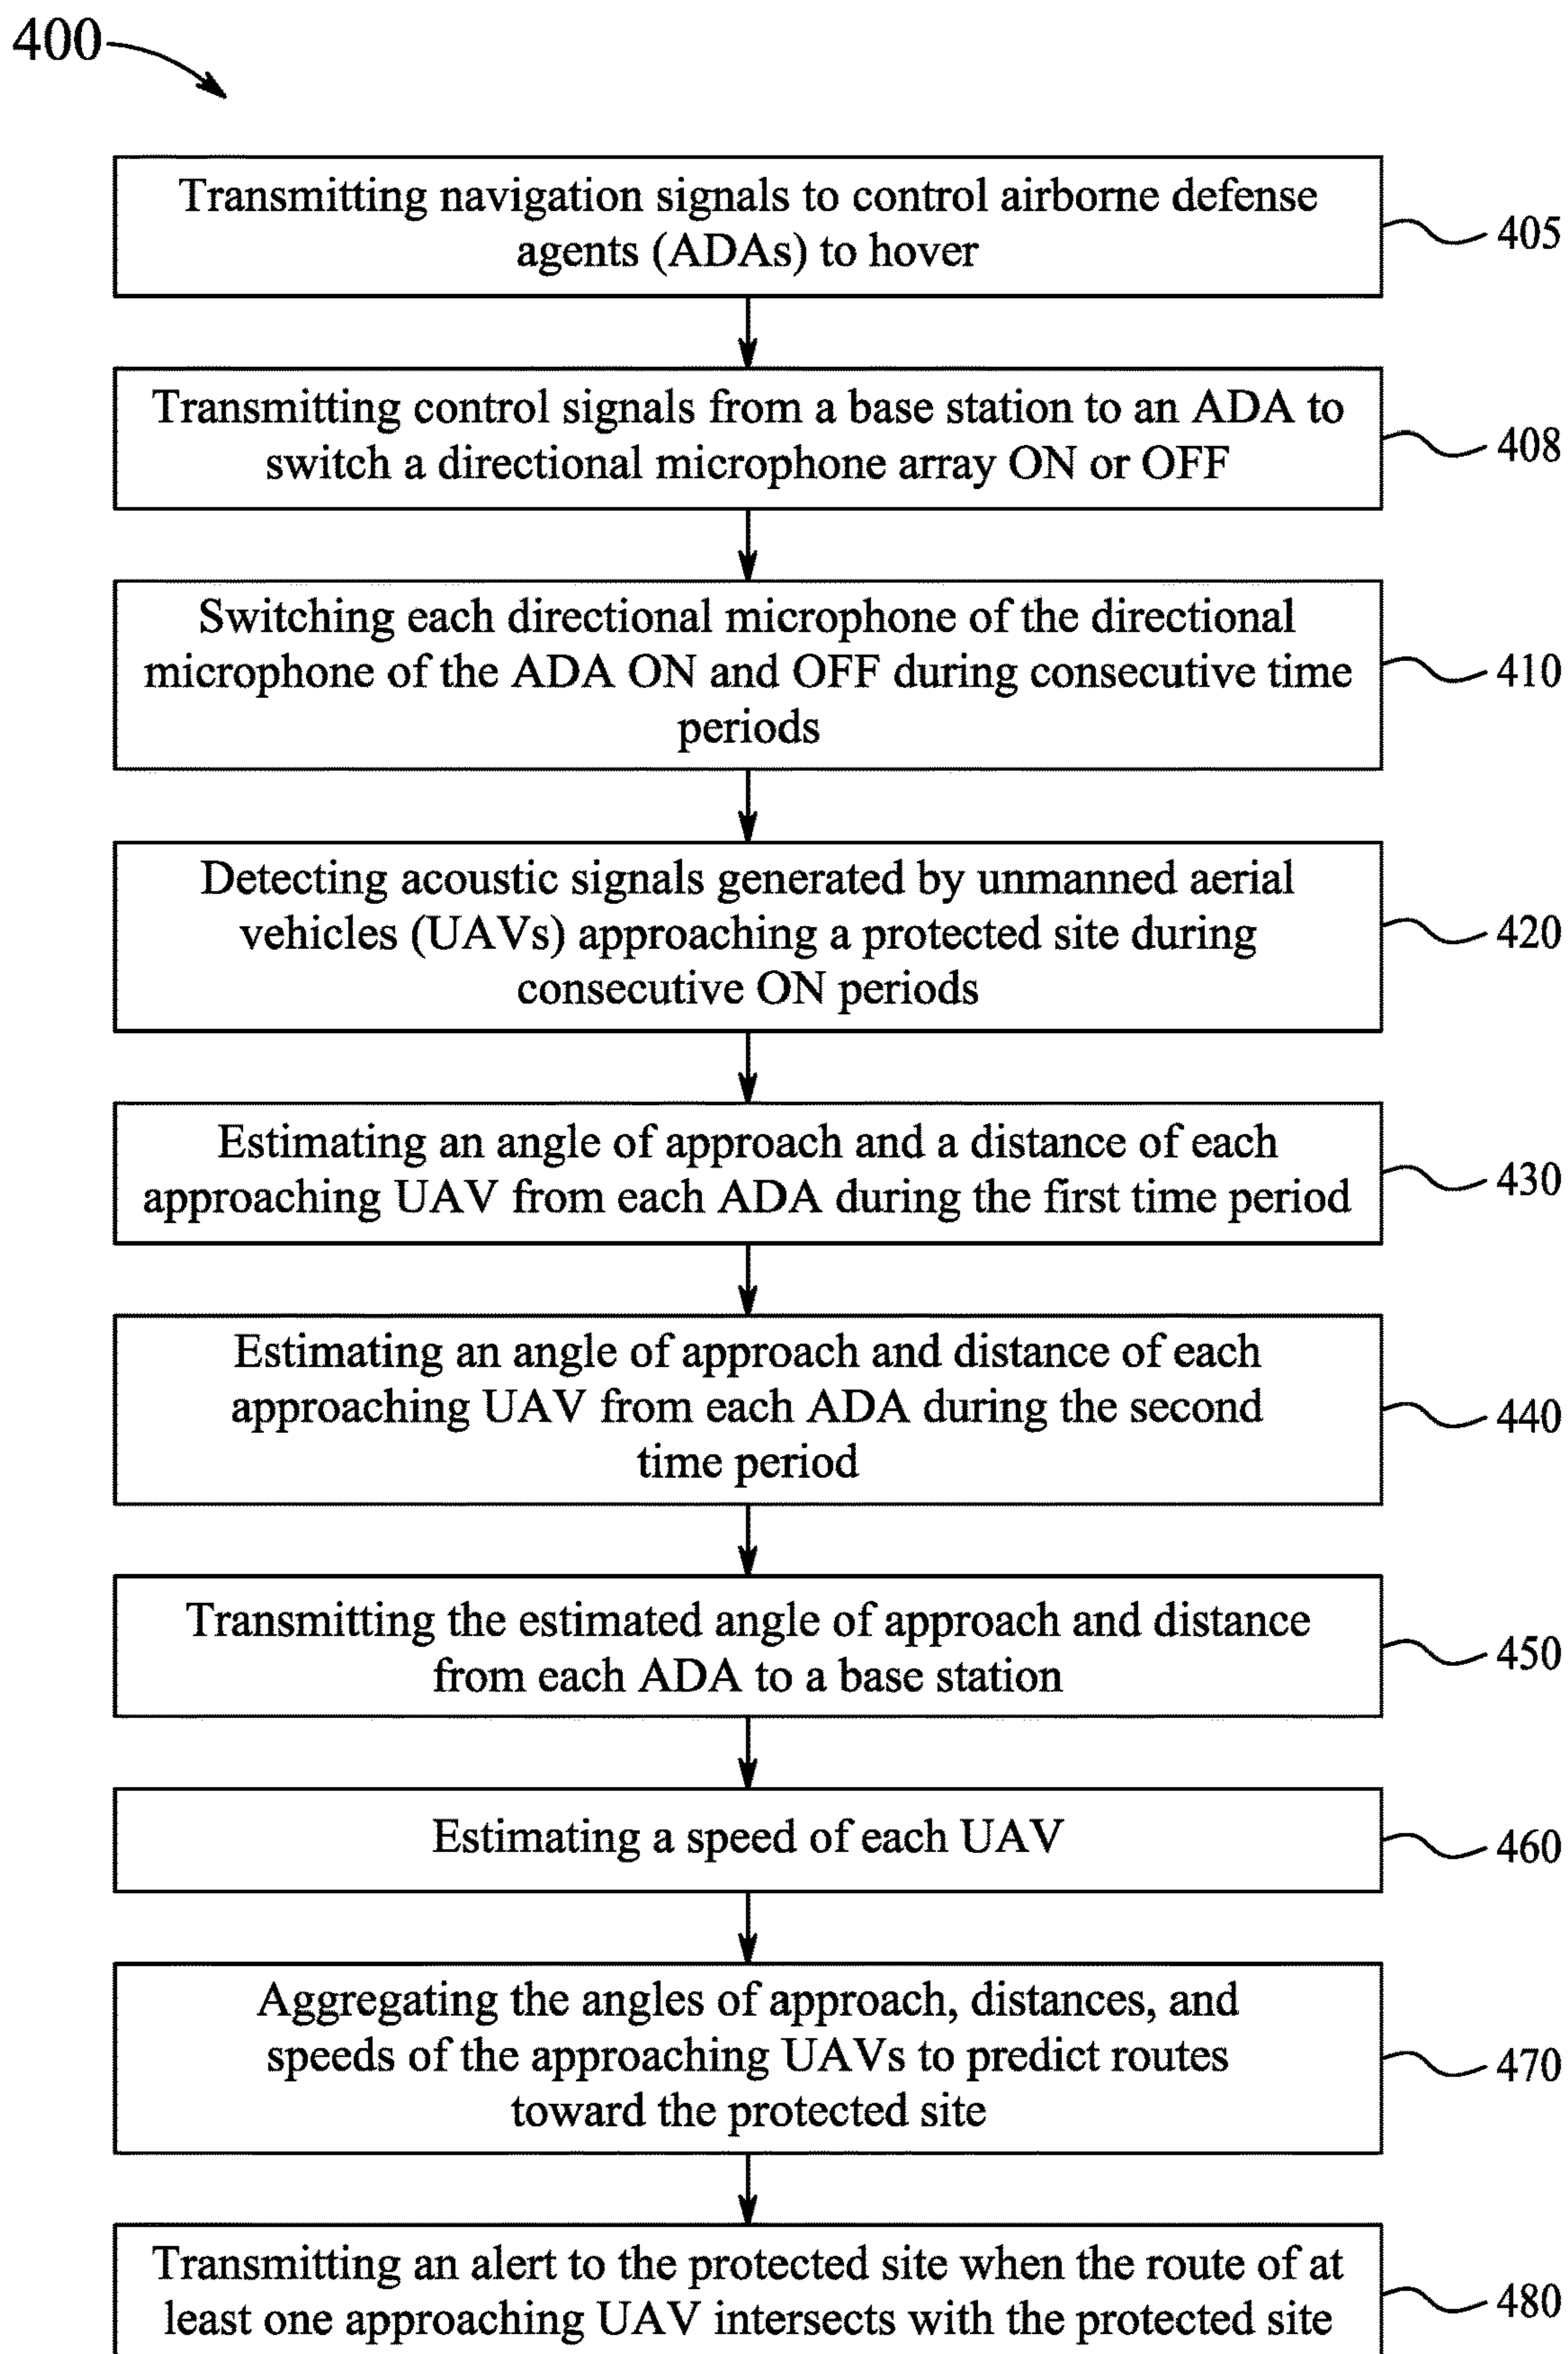 400
Transmitting navigation signals to control airborne defense
agents (ADAs) to hover
405
Transmitting control signals from a base station to an ADA to
switch a directional microphone array ON or OFF
408
Switching each directional microphone of the directional
microphone of the ADA ON and OFF during consecutive time
periods
410
Detecting acoustic signals generated by unmanned aerial
vehicles (UAVs) approaching a protected site during
consecutive ON periods
420
Estimating an angle of approach and a distance of each
approaching UAV from each ADA during the first time period
430
Estimating an angle of approach and distance of each
approaching UAV from each ADA during the second
time period
440
Transmitting the estimated angle of approach and distance
from each ADA to a base station
450
Estimating a speed of each UAV
460
Aggregating the angles of approach, distances, and
speeds of the approaching UAVs to predict routes
toward the protected site
470
Transmitting an alert to the protected site when the route of at
least one approaching UAV intersects with the protected site
480